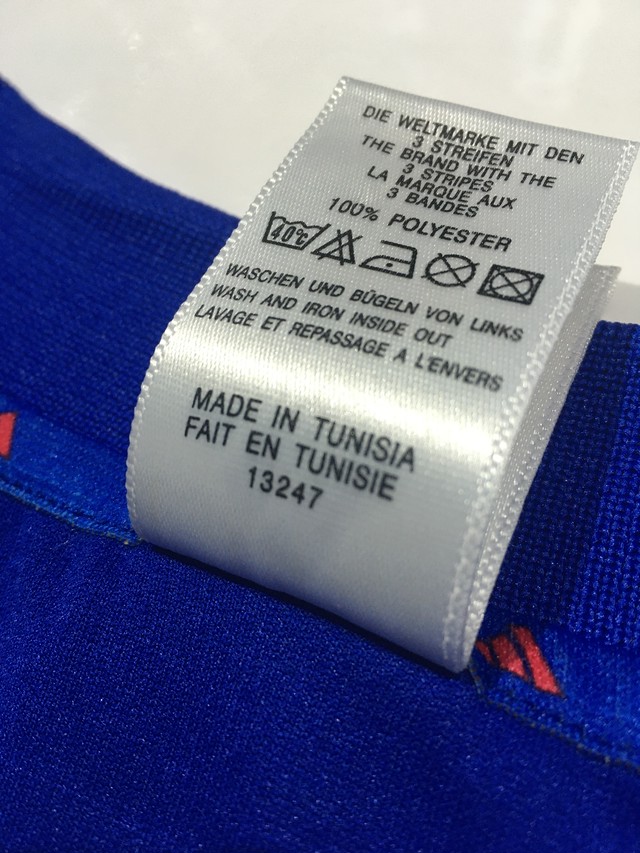 DIE WELTMARKE MIT DEN
3 STREIFEN
THE BRAND WITH THE
3 STRIPES
LA MARQUE AUX
3 BANDES
100% POLYESTER
40°C
WASCHEN UND BÜGELN VON LINKS
WASH AND IRON INSIDE OUT
LAVAGE ET REPASSAGE A L'ENVERS
MADE IN TUNISIA
FAIT EN TUNISIE
13247